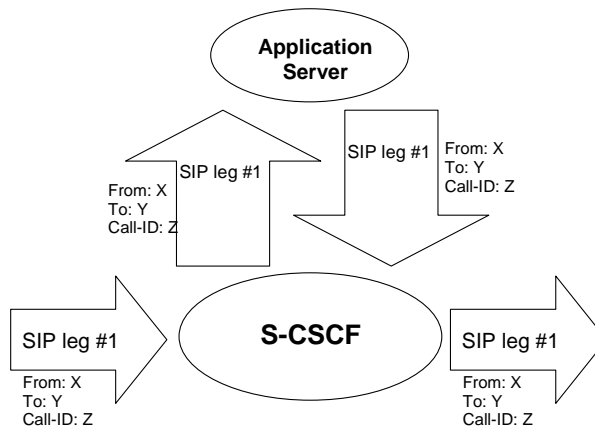 Application
Server
SIP leg #1
From: X
To: Y
Call-ID: Z
SIP leg #1
From: X
To: Y
Call-ID: Z
S-CSCF
SIP leg #1
From: X
To: Y
Call-ID: Z
SIP leg #1
From: X
To: Y
Call-ID: Z